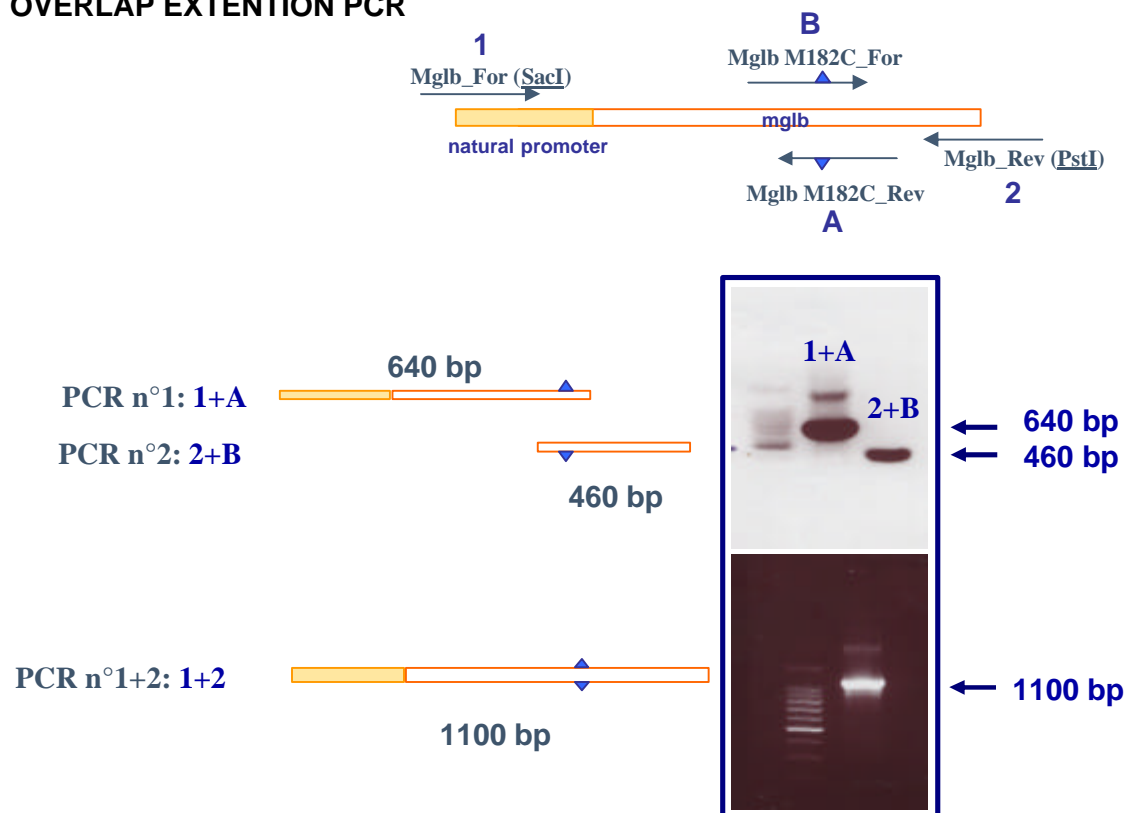 OVERLAP EXTENTION PCR
1
Mglb_For (SacI)
B
Mglb M182C_For
mglb
natural promoter
Mglb_Rev (PstI)
2
Mglb M182C_Rev
A
640 bp
PCR n°1: 1+A
PCR n°2: 2+B
460 bp
1+A
2+B
640 bp
460 bp
PCR n°1+2: 1+2
1100 bp
1100 bp